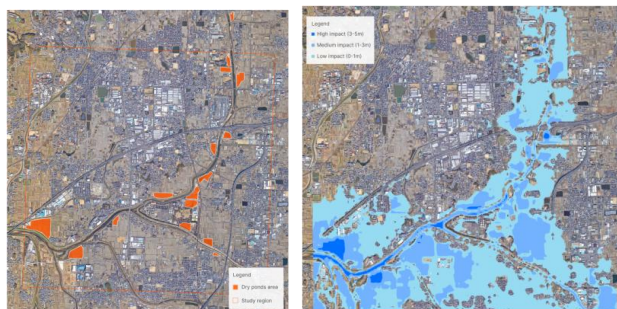 Legend
Dry ponds area
Study region
Legend
High impact (3-5m)
Medium impact (1-3m)
Low impact (0-1m)